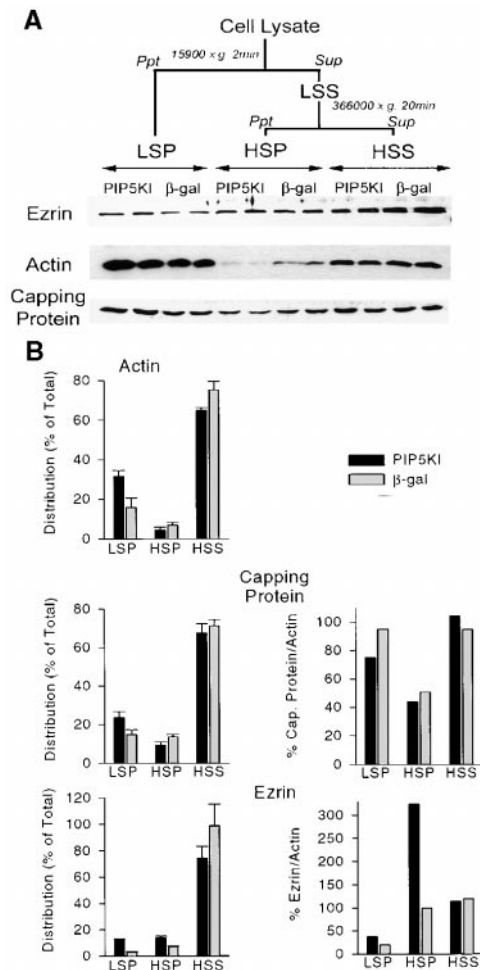 A
Cell Lysate
Ppt 15900 x g. 2min Sup
LSS
Ppt 366000 x g. 20min Sup
LSP HSP HSS
PIP5KI β-gal PIP5KI β-gal PIP5KI β-gal
Ezrin
Actin
Capping
Protein
B
Actin
Distribution (% of Total)
80
60
40
20
0
LSP HSP HSS
PIP5KI
β-gal
Capping
Protein
Distribution (% of Total)
80
60
40
20
0
LSP HSP HSS
% Cap. Protein/Actin
100
80
60
40
20
0
LSP HSP HSS
Ezrin
Distribution (% of Total)
120
100
80
60
40
20
0
LSP HSP HSS
% Ezrin/Actin
300
250
200
150
100
50
0
LSP HSP HSS